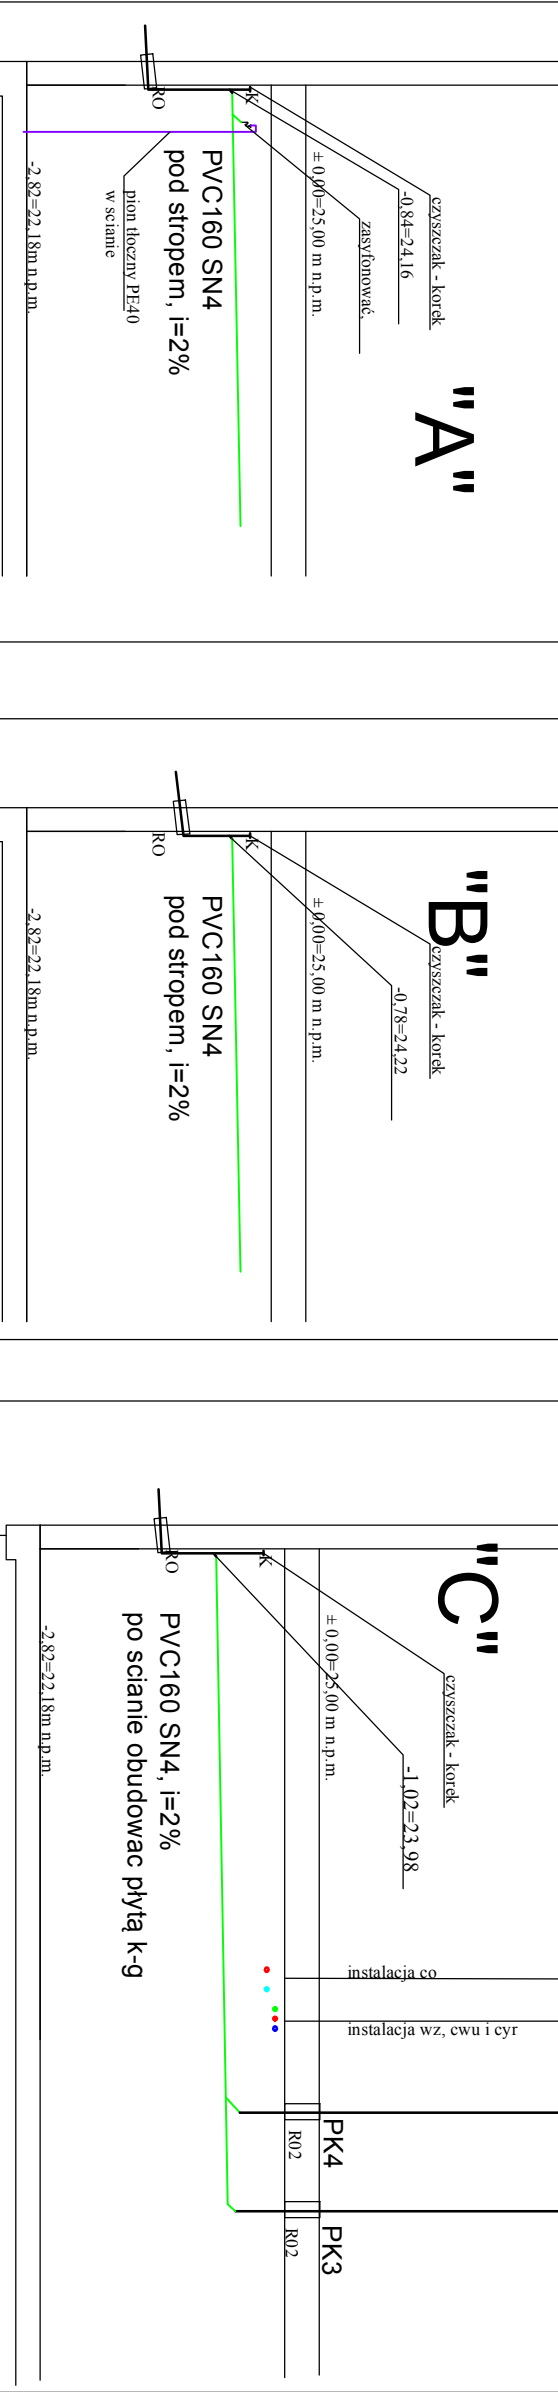 "A"
czyszczak - korek
-0,84=24,16
zasyfonować,
± 0,00=25,00 m n.p.m.
K
RO
PVC160 SN4
pod stropem, i=2%
pion tłoczny PE40
w scianie
-2,82=22,18m n.p.m.
"B"
czyszczak - korek
-0,78=24,22
± 0,00=25,00 m n.p.m.
K
RO
PVC160 SN4
pod stropem, i=2%
-2,82=22,18m n.p.m.
"C"
czyszczak - korek
-1,02=23,98
± 0,00=25,00 m n.p.m.
K
RO
PVC160 SN4, i=2%
po scianie obudowac płytą k-g
-2,82=22,18m n.p.m.
instalacja co
instalacja wz, cwu i cyr
PK4
R02
PK3
R02